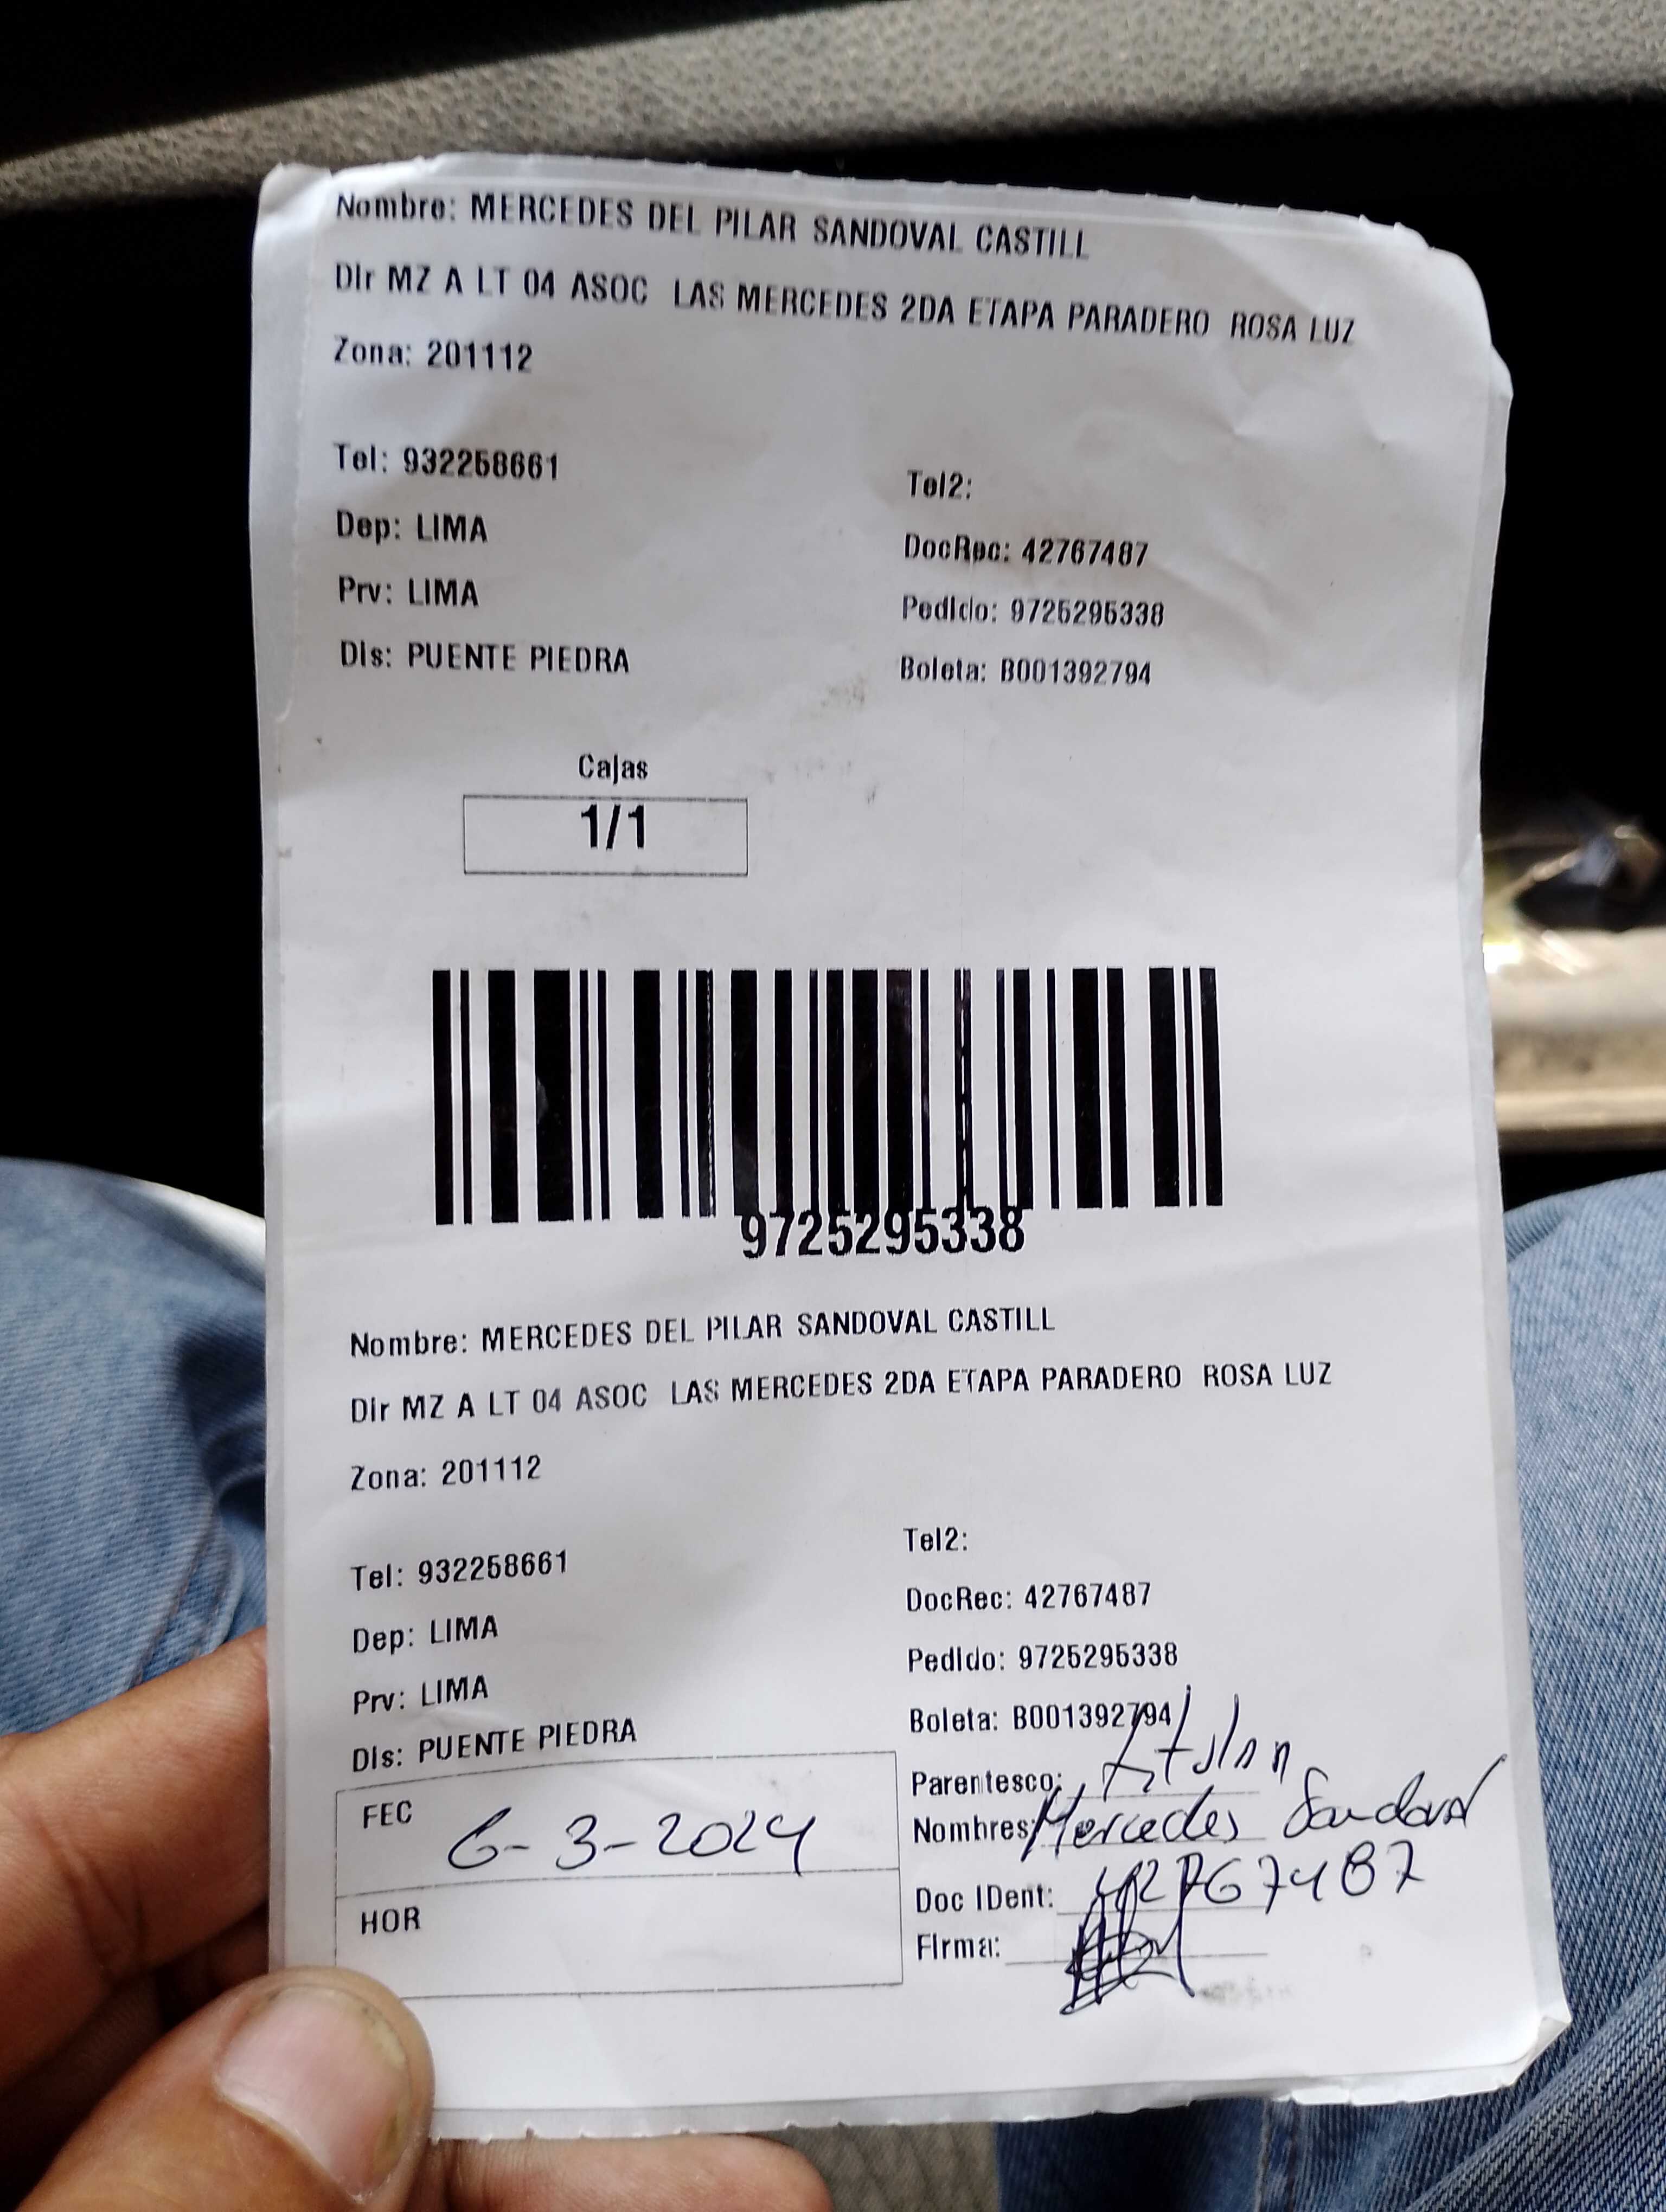 Nombre: MERCEDES DEL PILAR SANDOVAL CASTILL
Dir MZ A LT 04 ASOC LAS MERCEDES 2DA ETAPA PARADERO ROSA LUZ
Zona: 201112
Tel: 932258661
Tel2:
Dep: LIMA
DocRec: 42767487
Prv: LIMA
Pedido: 9725295338
Dis: PUENTE PIEDRA
Boleta: B001392794
Cajas
1/1
9725295338
Nombre: MERCEDES DEL PILAR SANDOVAL CASTILL
Dir MZ A LT 04 ASOC LAS MERCEDES 2DA ETAPA PARADERO ROSA LUZ
Zona: 201112
Tel: 932258661
Tel2:
Dep: LIMA
DocRec: 42767487
Prv: LIMA
Pedido: 9725295338
Dis: PUENTE PIEDRA
Boleta: B001392794
Parentesco: titular
FEC 6-3-2024
Nombres: Mercedes Sandoval
HOR
Doc IDent: 42767487
Firma: